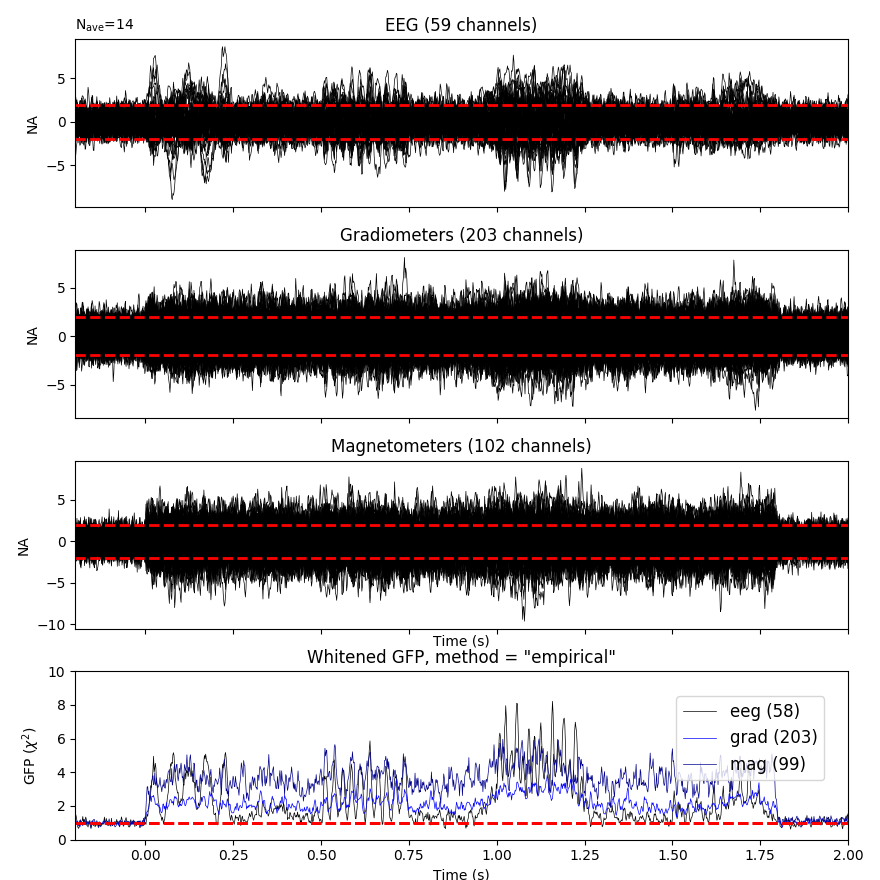 N_ave=14
EEG (59 channels)
5
0
−5
NA
Gradiometers (203 channels)
5
0
−5
NA
Magnetometers (102 channels)
5
0
−5
−10
NA
Time (s)
Whitened GFP, method = "empirical"
10
8
6
4
2
0
GFP (χ²)
eeg (58)
grad (203)
mag (99)
0.00 0.25 0.50 0.75 1.00 1.25 1.50 1.75 2.00
Time (s)